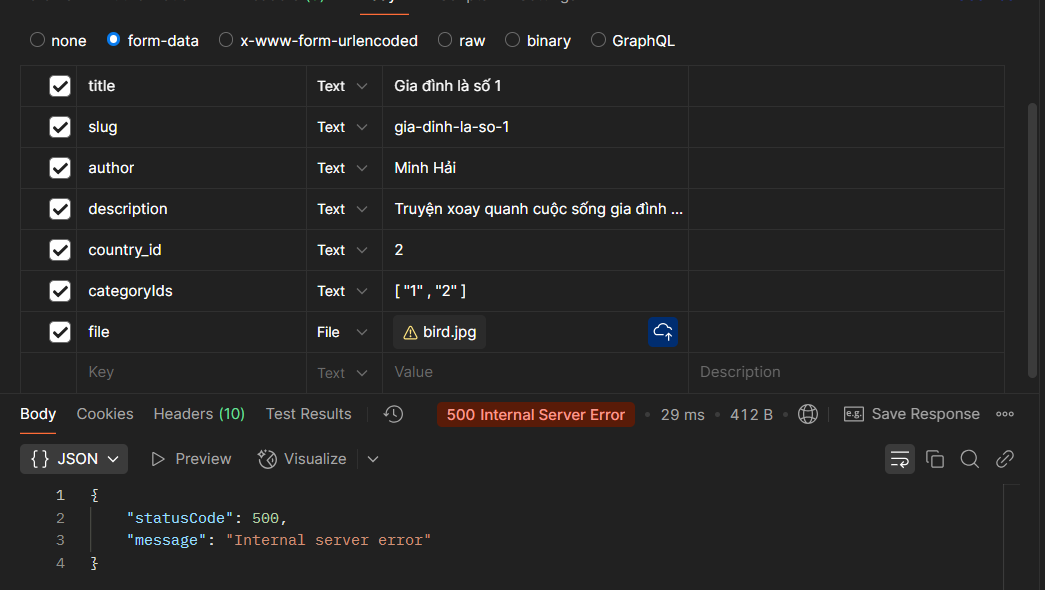 none form-data x-www-form-urlencoded raw binary GraphQL
title Text Gia đình là số 1
slug Text gia-dinh-la-so-1
author Text Minh Hải
description Text Truyện xoay quanh cuộc sống gia đình ...
country_id Text 2
categoryIds Text [ "1" , "2" ]
file File bird.jpg
Key Text Value Description
Body Cookies Headers (10) Test Results 500 Internal Server Error 29 ms 412 B e.g. Save Response
{} JSON Preview Visualize
1 {
2 "statusCode": 500,
3 "message": "Internal server error"
4 }